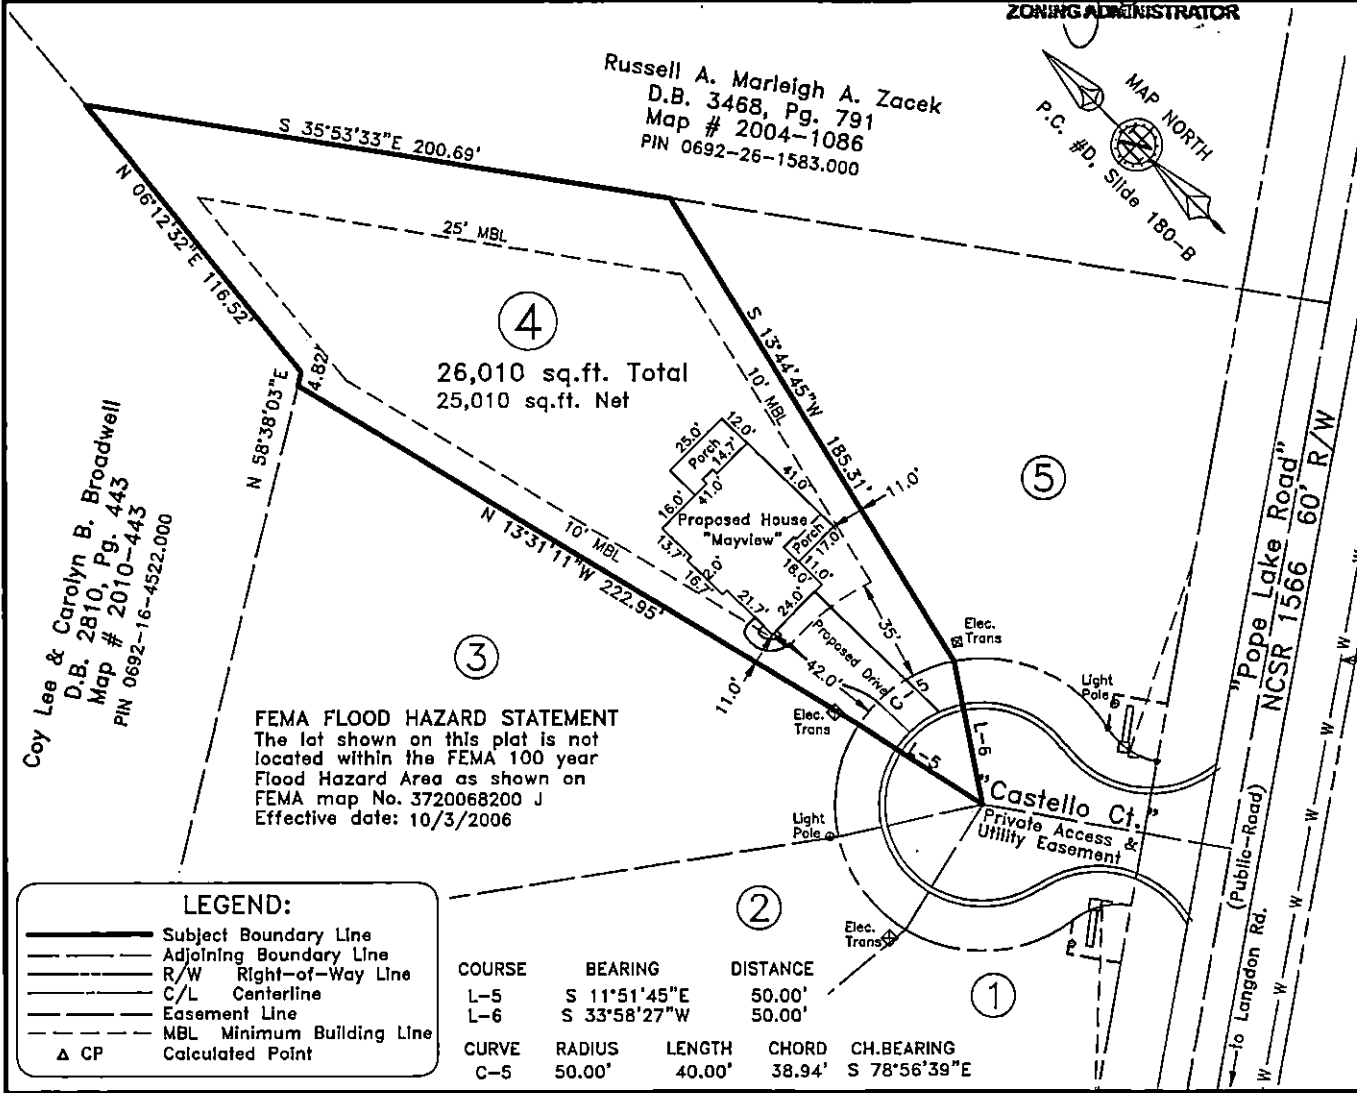 ZONING ADMINISTRATOR
Russell A. Marleigh A. Zacek
D.B. 3468, Pg. 791
Map # 2004-1086
PIN 0692-26-1583.000
MAP NORTH
P.C. #D, Slide 180-B
S 35°53'33"E 200.69'
N 06°12'32"E 116.52'
25' MBL
4
26,010 sq.ft. Total
25,010 sq.ft. Net
S 13°44'45"W 185.31'
10' MBL
4.82'
N 58°38'03"E
Coy Lee & Carolyn B. Broadwell
D.B. 2810, Pg. 443
Map # 2010-443
PIN 0692-16-4522.000
N 13°31'11"W 222.95'
10' MBL
25.0'
12.0'
Porch
14.7'
16.0'
41.0'
41.0'
11.0'
Proposed House
"Mayview"
Porch
17.0'
11.0'
13.7'
2.0'
16.7'
18.0'
21.7'
24.0'
35'
Proposed Drive
42.0'
C-5
11.0'
5
"Pope Lake Road"
NCSR 1566 60' R/W
(Public-Road)
to Langdon Rd.
W
W
W
W
W
W
W
W
W
Elec.
Trans
Light
Pole
Elec.
Trans
L-5
L-6
"Castello Ct."
Private Access &
Utility Easement
Light
Pole
Elec.
Trans
3
2
1
FEMA FLOOD HAZARD STATEMENT
The lot shown on this plat is not
located within the FEMA 100 year
Flood Hazard Area as shown on
FEMA map No. 3720068200 J
Effective date: 10/3/2006
LEGEND:
Subject Boundary Line
Adjoining Boundary Line
R/W Right-of-Way Line
C/L Centerline
Easement Line
MBL Minimum Building Line
Δ CP Calculated Point
COURSE BEARING DISTANCE
L-5 S 11°51'45"E 50.00'
L-6 S 33°58'27"W 50.00'
CURVE RADIUS LENGTH CHORD CH.BEARING
C-5 50.00' 40.00' 38.94' S 78°56'39"E